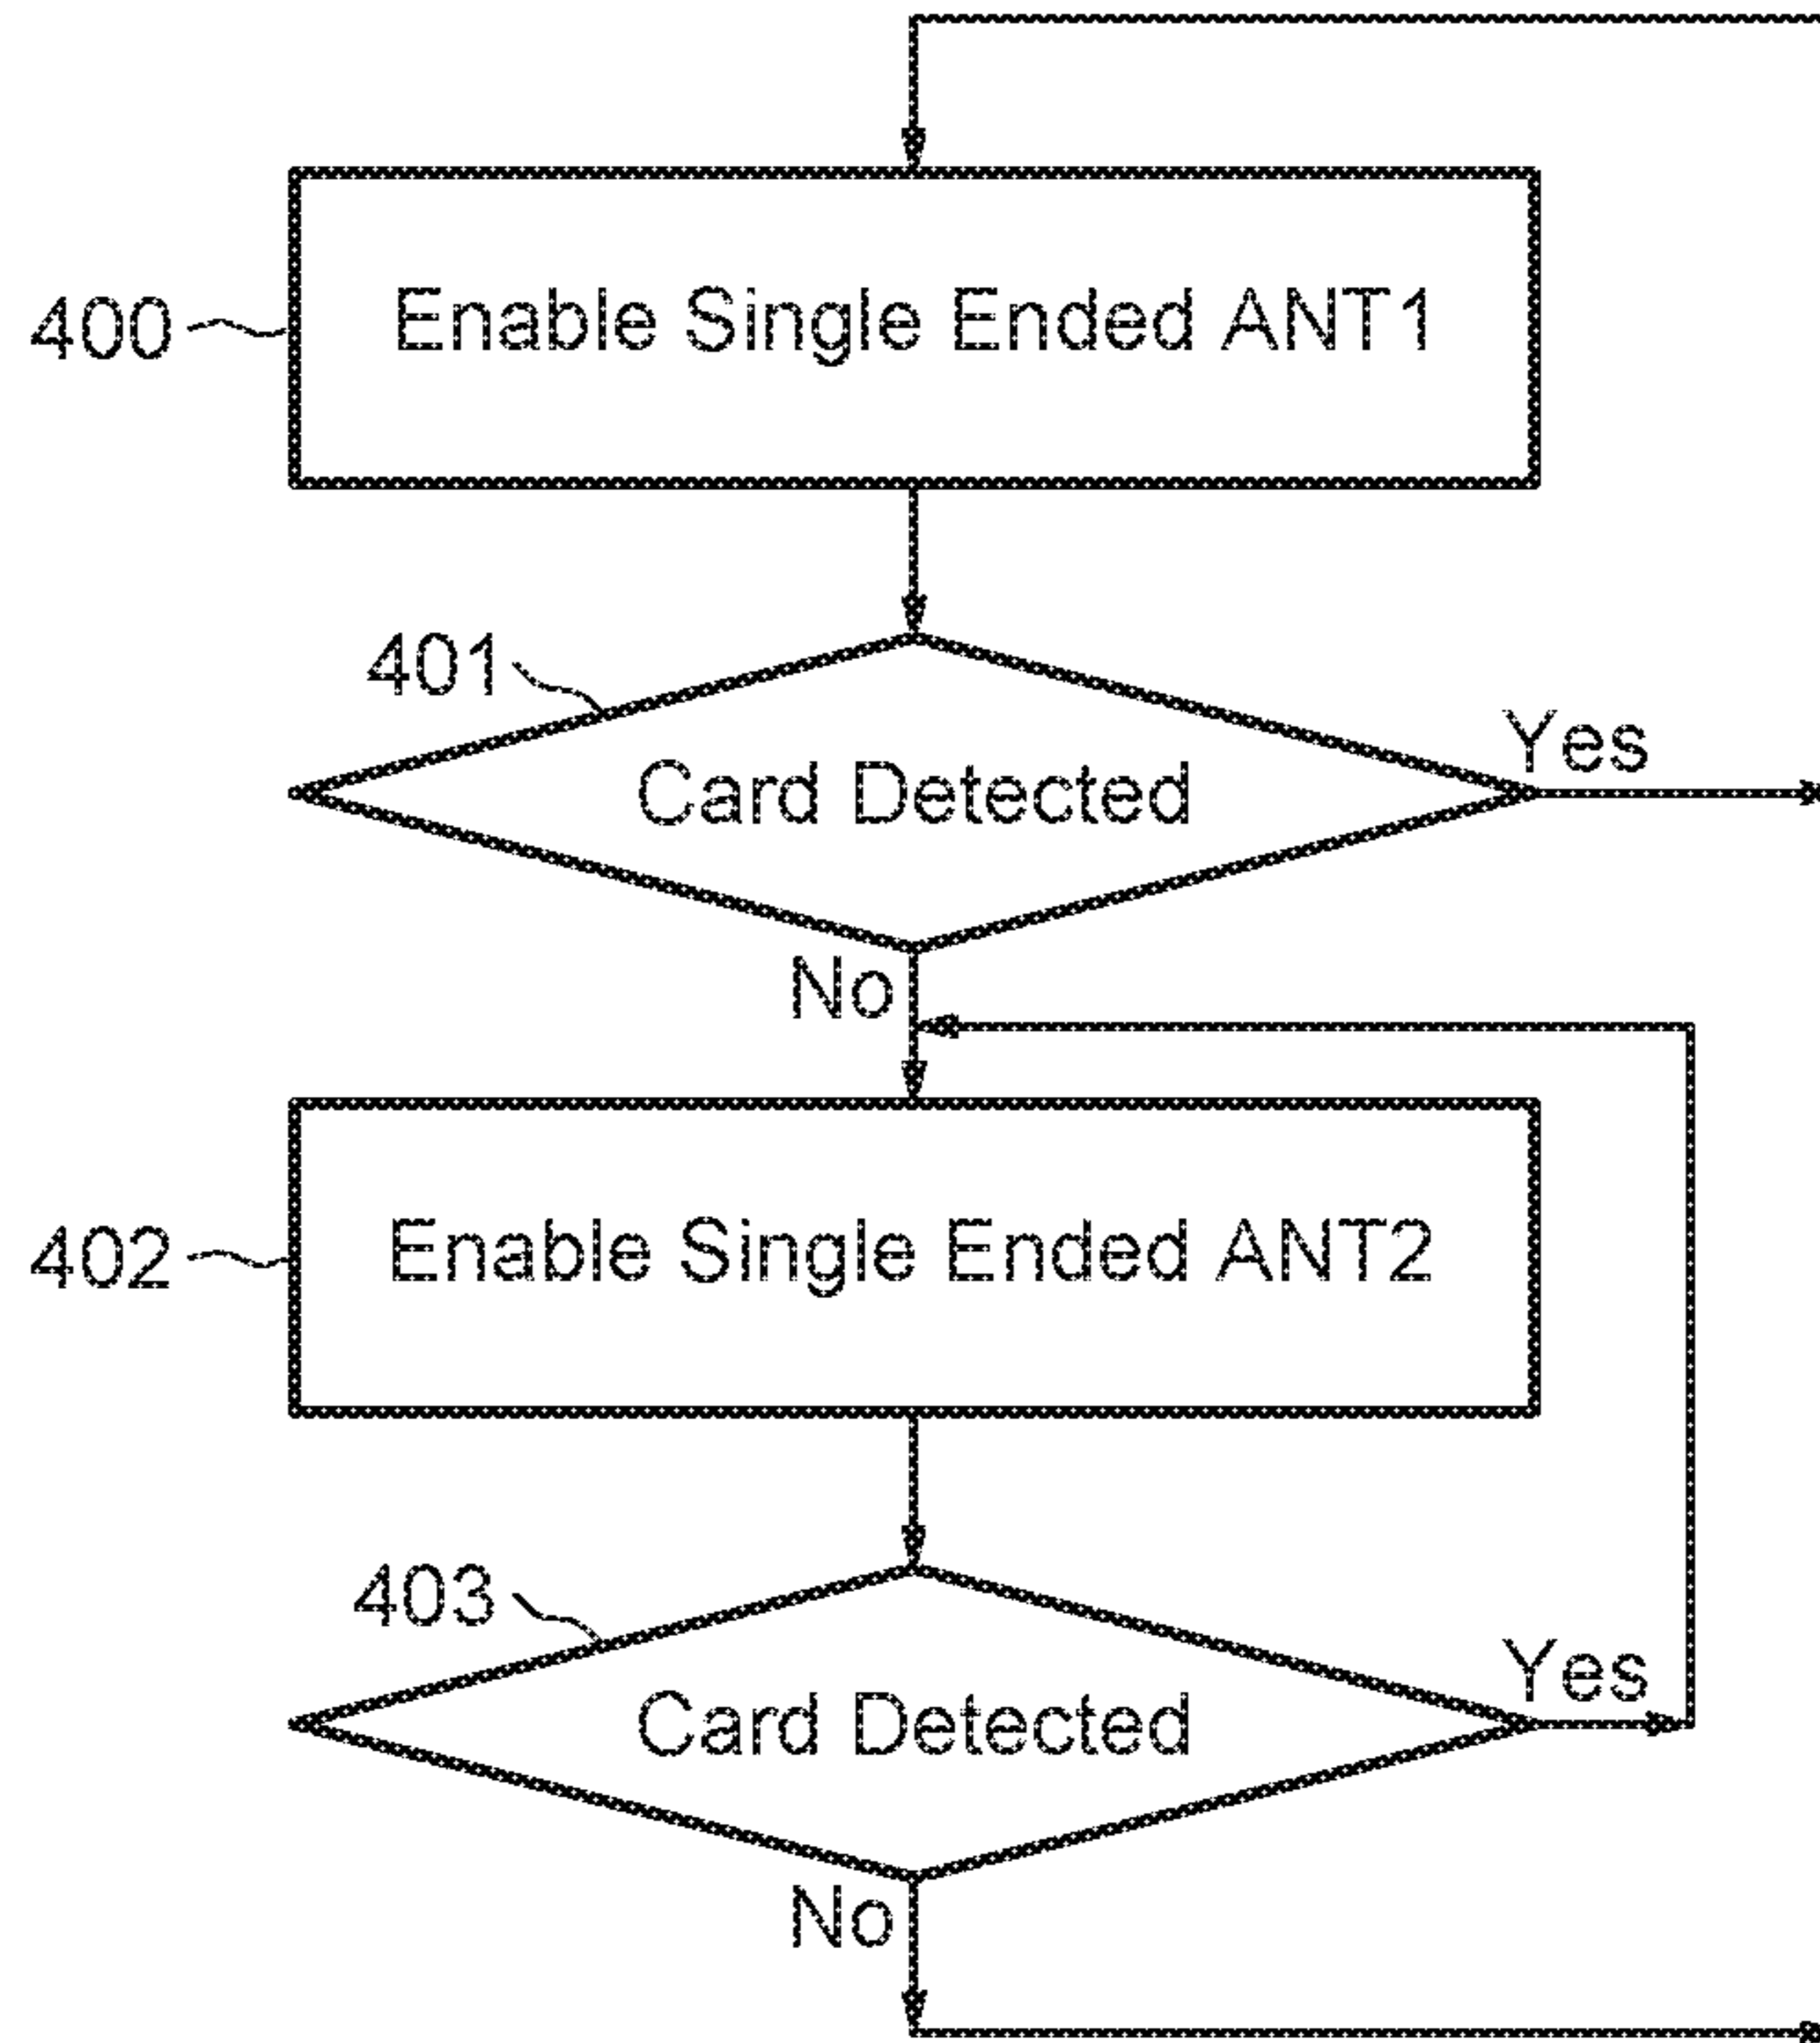 400
Enable Single Ended ANT1
401
Card Detected
Yes
No
402
Enable Single Ended ANT2
403
Card Detected
Yes
No